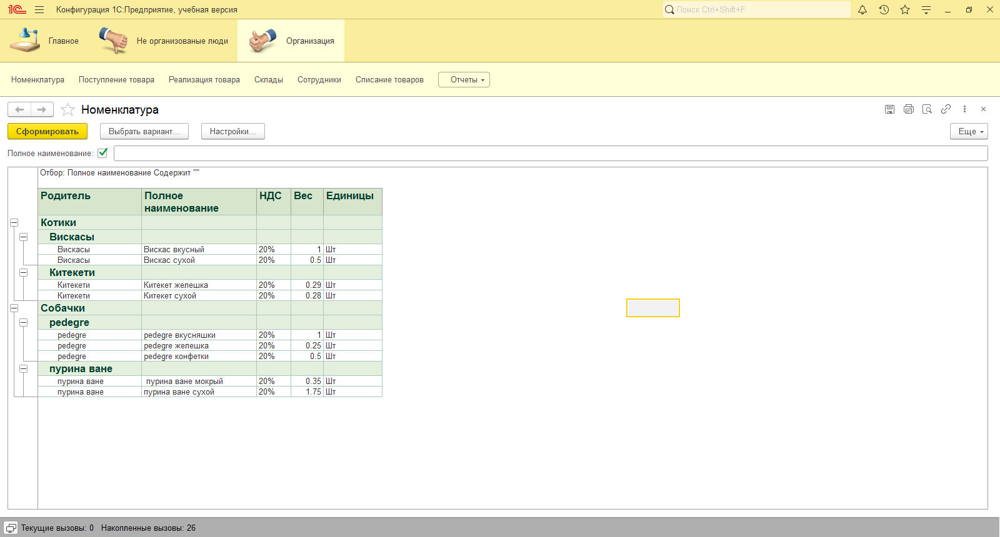 1С Конфигурация 1С:Предприятие, учебная версия Поиск Ctrl+Shift+F
Главное Не организованые люди Организация
Номенклатура Поступление товара Реализация товара Склады Сотрудники Списание товаров Отчеты
Номенклатура
Сформировать Выбрать вариант... Настройки... Еще
Полное наименование:
Отбор: Полное наименование Содержит ""
Родитель Полное наименование НДС Вес Единицы
Котики
Вискасы
Вискасы Вискас вкусный 20% 1 Шт
Вискасы Вискас сухой 20% 0.5 Шт
Китекети
Китекети Китекет желешка 20% 0.29 Шт
Китекети Китекет сухой 20% 0.28 Шт
Собачки
pedegre
pedegre pedegre вкусняшки 20% 1 Шт
pedegre pedegre желешка 20% 0.25 Шт
pedegre pedegre конфетки 20% 0.5 Шт
пурина ване
пурина ване пурина ване мокрый 20% 0.35 Шт
пурина ване пурина ване сухой 20% 1.75 Шт
Текущие вызовы: 0 Накопленные вызовы: 26